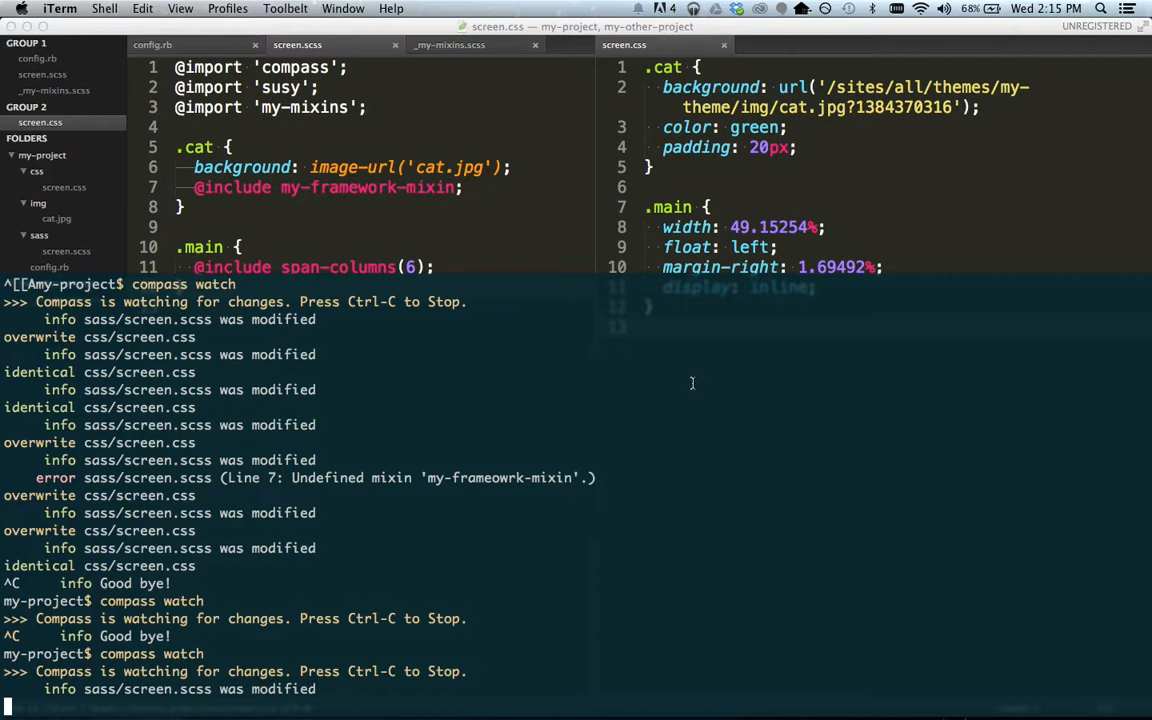 iTerm Shell Edit View Profiles Toolbelt Window Help 4 68% Wed 2:15 PM
screen.css — my-project, my-other-project UNREGISTERED
GROUP 1
config.rb
screen.scss
_my-mixins.scss
GROUP 2
screen.css
FOLDERS
my-project
css
screen.css
img
cat.jpg
sass
screen.scss
config.rb
config.rb × screen.scss × _my-mixins.scss ×
1 @import 'compass';
2 @import 'susy';
3 @import 'my-mixins';
4
5 .cat {
6 background: image-url('cat.jpg');
7 @include my-framework-mixin;
8 }
9
10 .main {
11 @include span-columns(6);
screen.css ×
1 .cat {
2 background: url('/sites/all/themes/my-
theme/img/cat.jpg?1384370316');
3 color: green;
4 padding: 20px;
5 }
6
7 .main {
8 width: 49.15254%;
9 float: left;
10 margin-right: 1.69492%;
11 display: inline;
12 }
13
^[[Amy-project$ compass watch
>>> Compass is watching for changes. Press Ctrl-C to Stop.
info sass/screen.scss was modified
overwrite css/screen.css
info sass/screen.scss was modified
identical css/screen.css
info sass/screen.scss was modified
identical css/screen.css
info sass/screen.scss was modified
overwrite css/screen.css
info sass/screen.scss was modified
error sass/screen.scss (Line 7: Undefined mixin 'my-frameowrk-mixin'.)
overwrite css/screen.css
info sass/screen.scss was modified
overwrite css/screen.css
info sass/screen.scss was modified
identical css/screen.css
^C info Good bye!
my-project$ compass watch
>>> Compass is watching for changes. Press Ctrl-C to Stop.
^C info Good bye!
my-project$ compass watch
>>> Compass is watching for changes. Press Ctrl-C to Stop.
info sass/screen.scss was modified